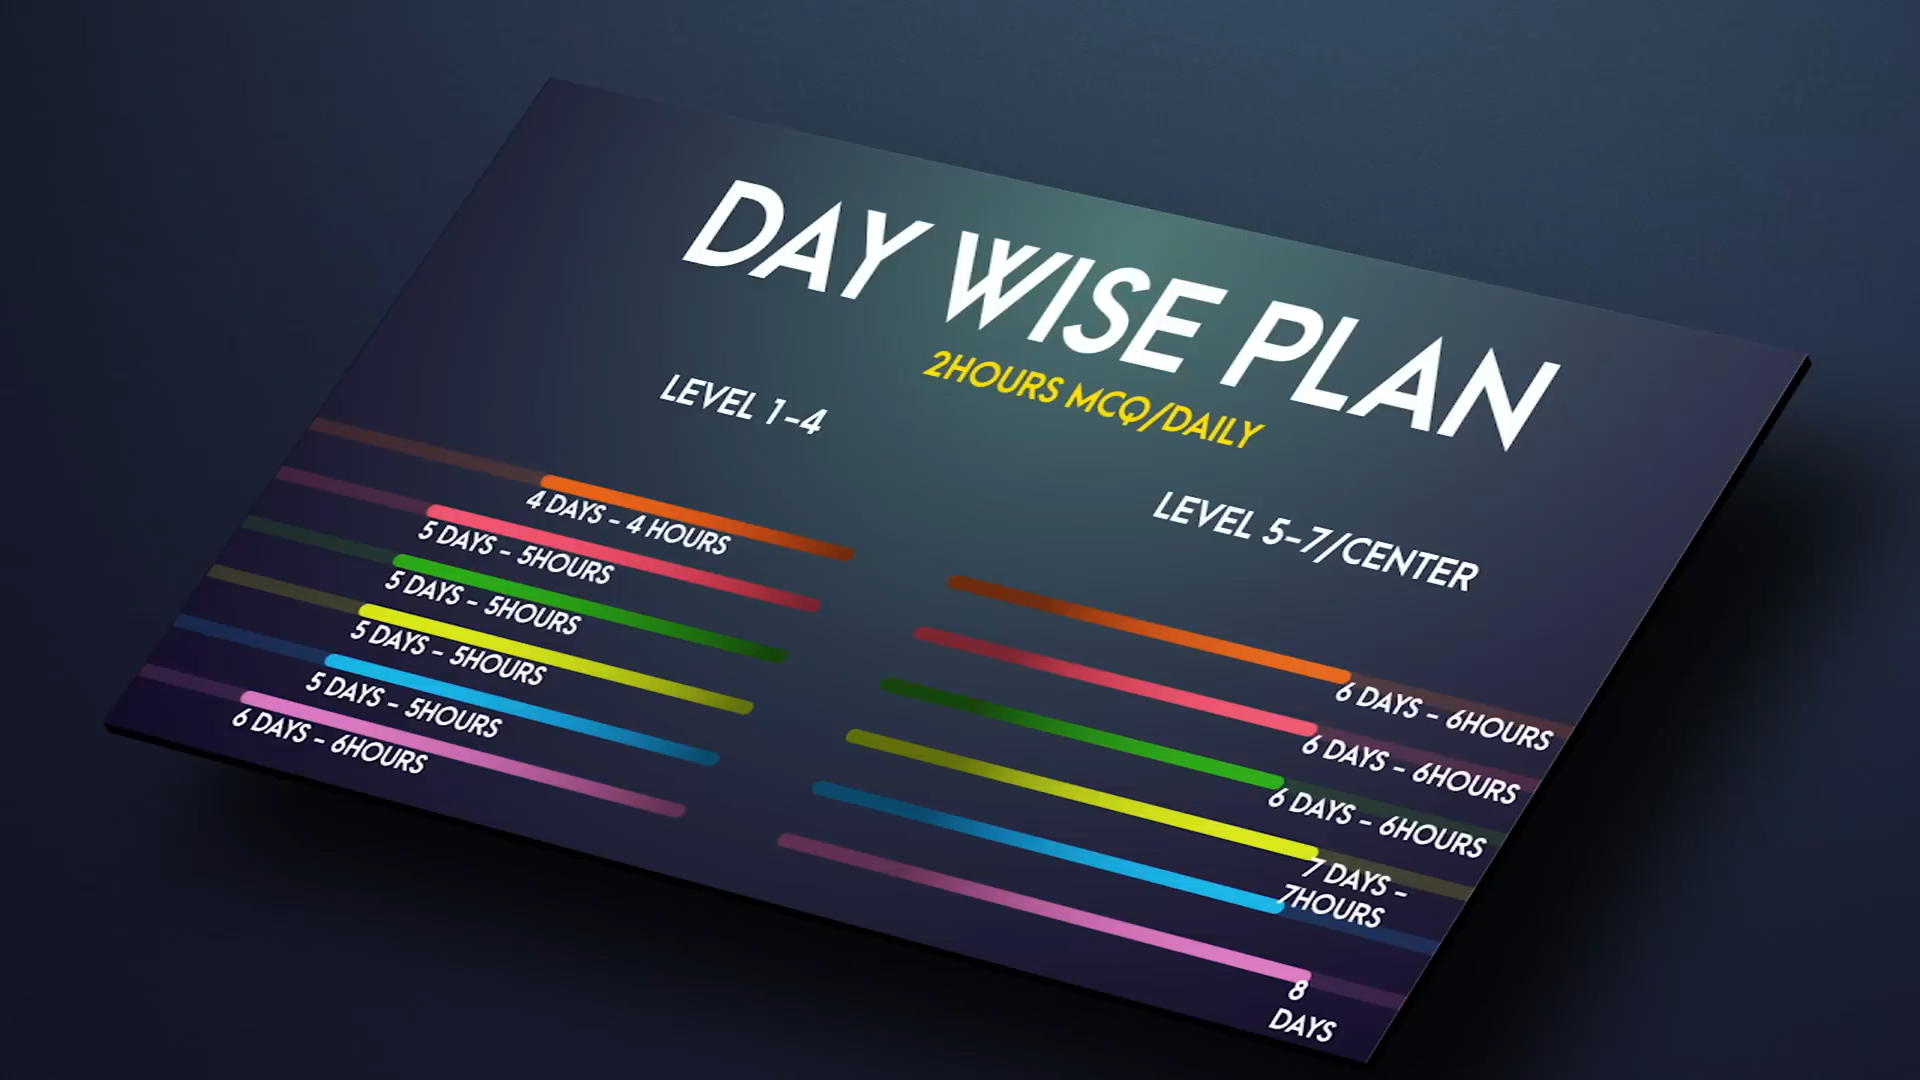 DAY WISE PLAN
2HOURS MCQ/DAILY
LEVEL 1-4
4 DAYS - 4 HOURS
5 DAYS - 5HOURS
5 DAYS - 5HOURS
5 DAYS - 5HOURS
5 DAYS - 5HOURS
6 DAYS - 6HOURS
LEVEL 5-7/CENTER
6 DAYS - 6HOURS
6 DAYS - 6HOURS
6 DAYS - 6HOURS
7 DAYS -
7HOURS
8
DAYS